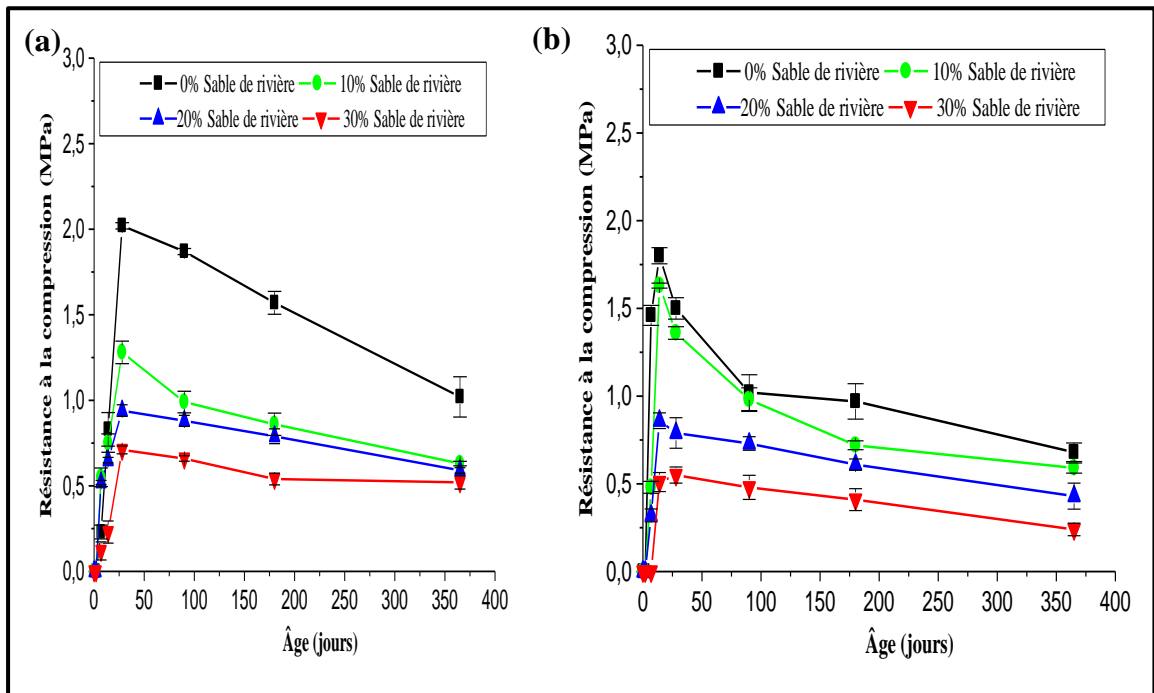 (a)
3,0
0% Sable de rivière 10% Sable de rivière
20% Sable de rivière 30% Sable de rivière
2,5
2,0
1,5
1,0
0,5
0,0
0 50 100 150 200 250 300 350 400
Âge (jours)
Résistance à la compression (MPa)
(b)
3,0
0% Sable de rivière 10% Sable de rivière
20% Sable de rivière 30% Sable de rivière
2,5
2,0
1,5
1,0
0,5
0,0
0 50 100 150 200 250 300 350 400
Âge (jours)
Résistance à la compression (MPa)